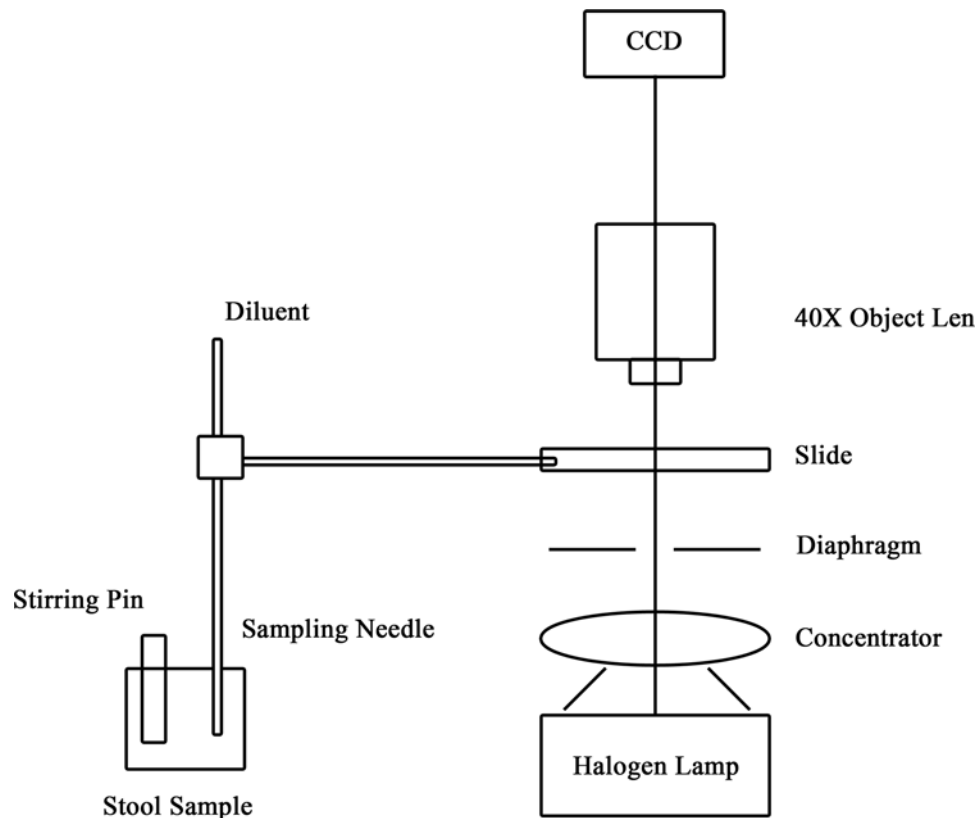 CCD
Diluent
40X Object Len
Slide
Diaphragm
Stirring Pin
Sampling Needle
Concentrator
Halogen Lamp
Stool Sample